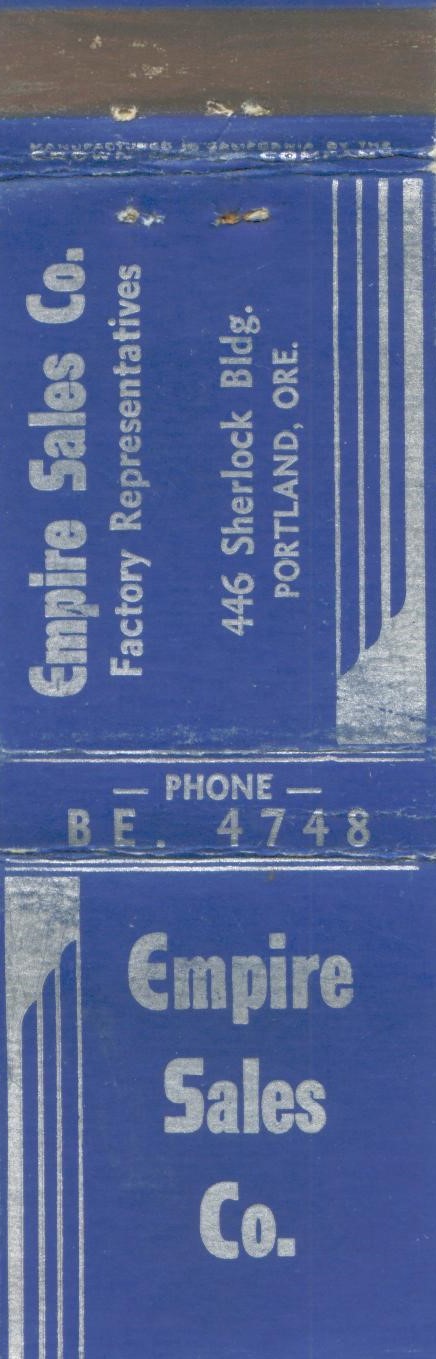 MANUFACTURED IN CALIFORNIA BY THE
CROWN
Empire Sales Co.
Factory Representatives
446 Sherlock Bldg.
PORTLAND, ORE.
— PHONE —
BE. 4748
Empire
Sales
Co.